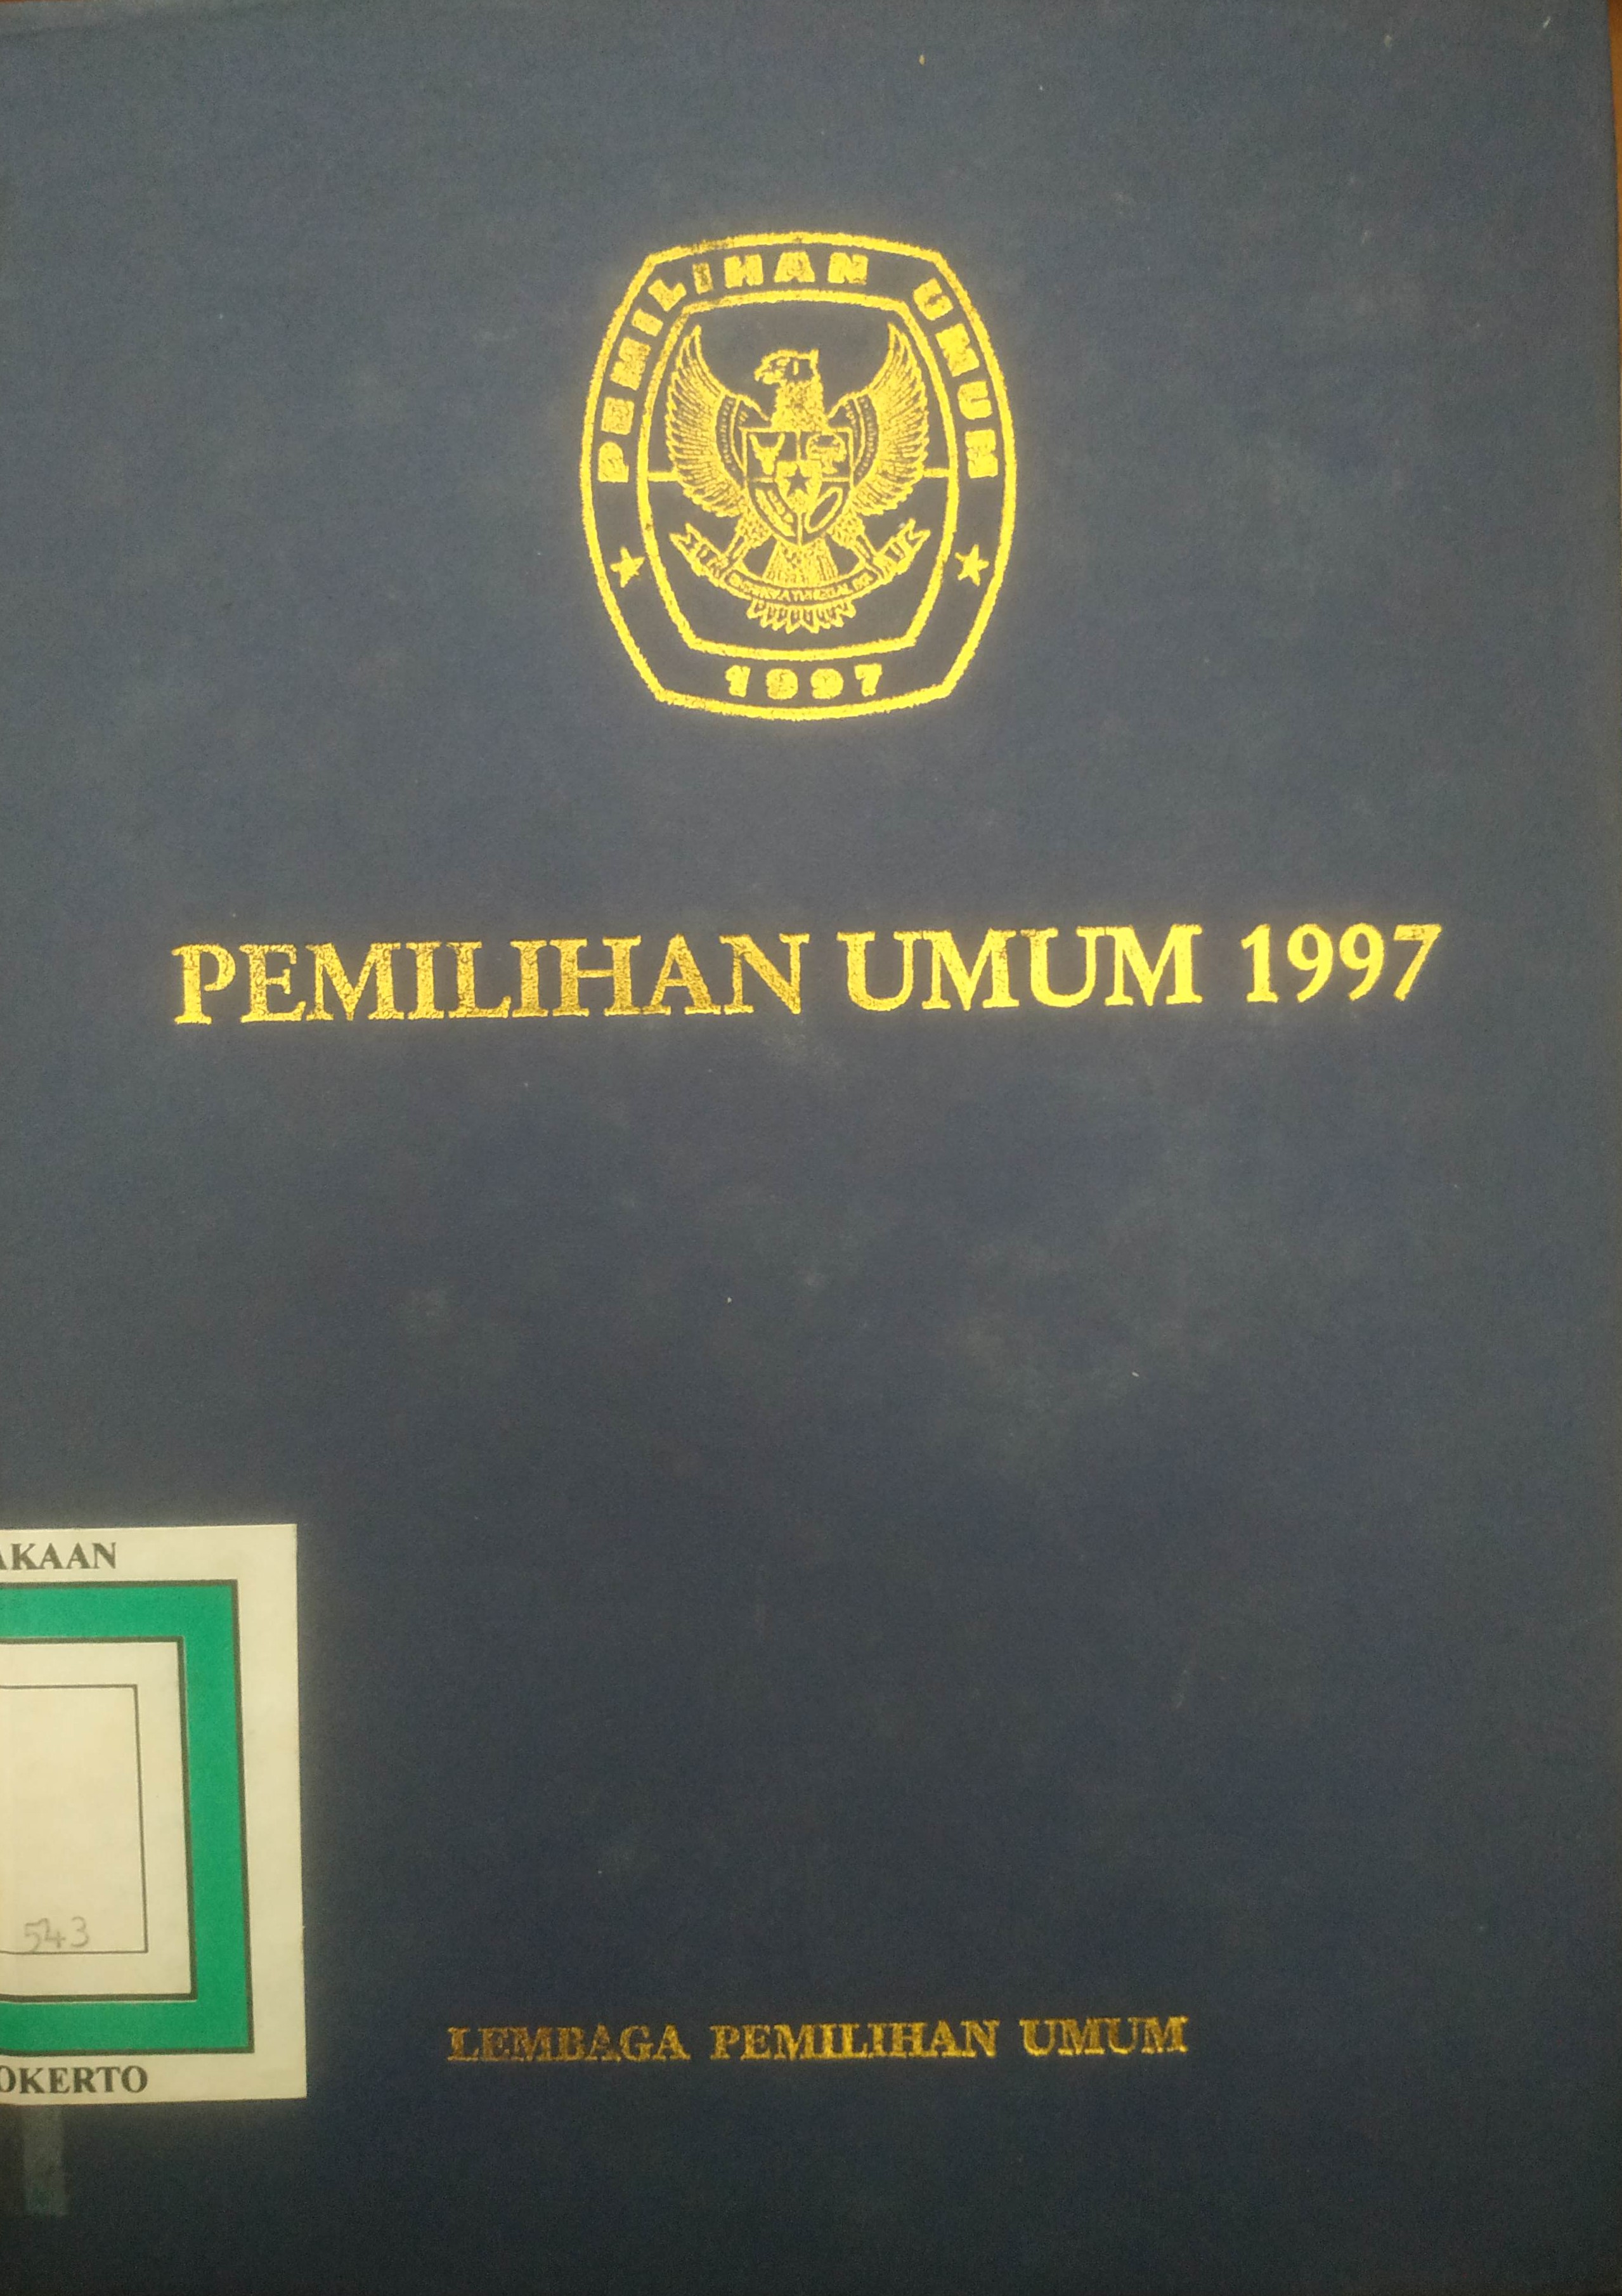 PEMILIHAN UMUM
1997
PEMILIHAN UMUM 1997
AKAAN
543
OKERTO
LEMBAGA PEMILIHAN UMUM